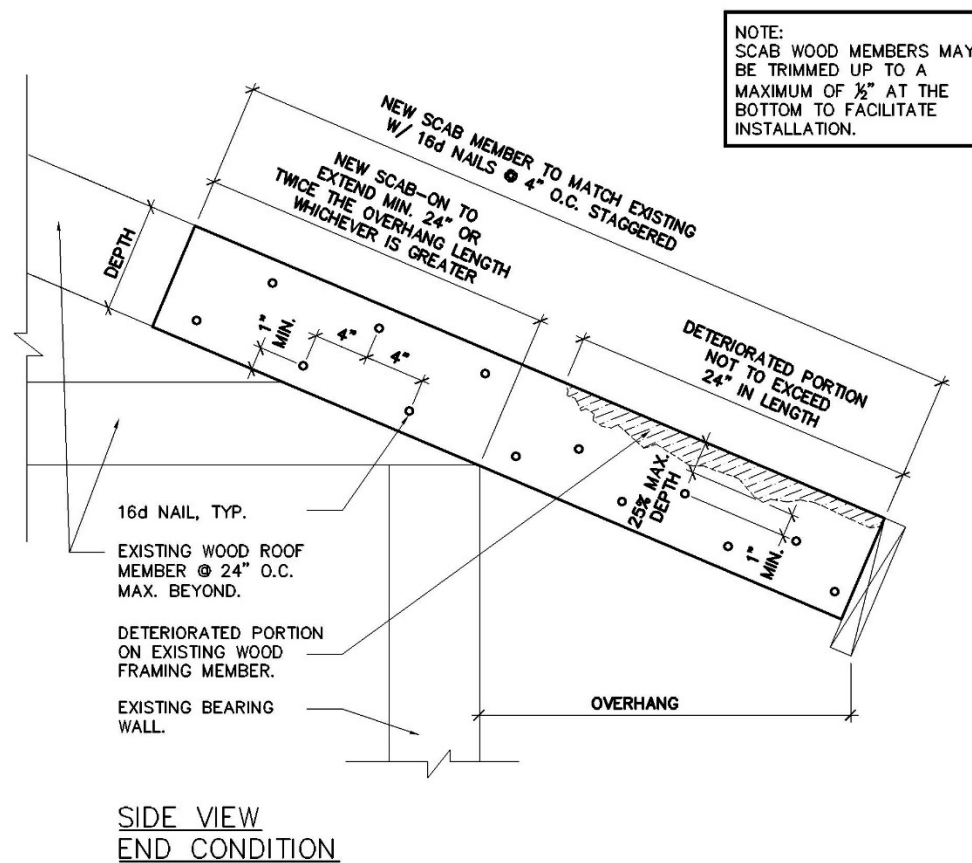 NOTE:
SCAB WOOD MEMBERS MAY
BE TRIMMED UP TO A
MAXIMUM OF ½" AT THE
BOTTOM TO FACILITATE
INSTALLATION.
NEW SCAB MEMBER TO MATCH EXISTING
W/ 16d NAILS @ 4" O.C. STAGGERED
NEW SCAB-ON TO
EXTEND MIN. 24" OR
TWICE THE OVERHANG LENGTH
WHICHEVER IS GREATER
DEPTH
1"
MIN.
4"
4"
DETERIORATED PORTION
NOT TO EXCEED
24" IN LENGTH
25% MAX.
DEPTH
1"
MIN.
16d NAIL, TYP.
EXISTING WOOD ROOF
MEMBER @ 24" O.C.
MAX. BEYOND.
DETERIORATED PORTION
ON EXISTING WOOD
FRAMING MEMBER.
EXISTING BEARING
WALL.
OVERHANG
SIDE VIEW
END CONDITION